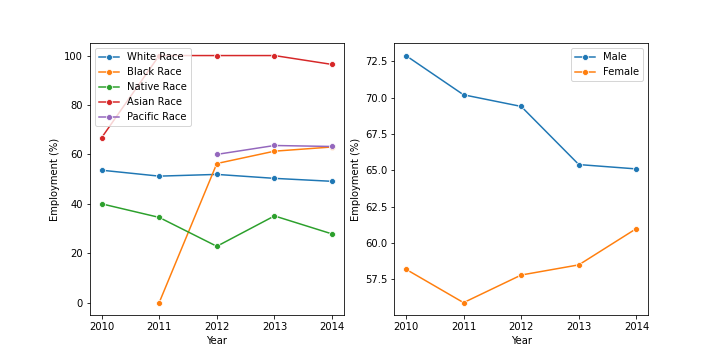 White Race
Black Race
Native Race
Asian Race
Pacific Race
100
80
60
40
20
0
Employment (%)
2010 2011 2012 2013 2014
Year
Male
Female
72.5
70.0
67.5
65.0
62.5
60.0
57.5
Employment (%)
2010 2011 2012 2013 2014
Year